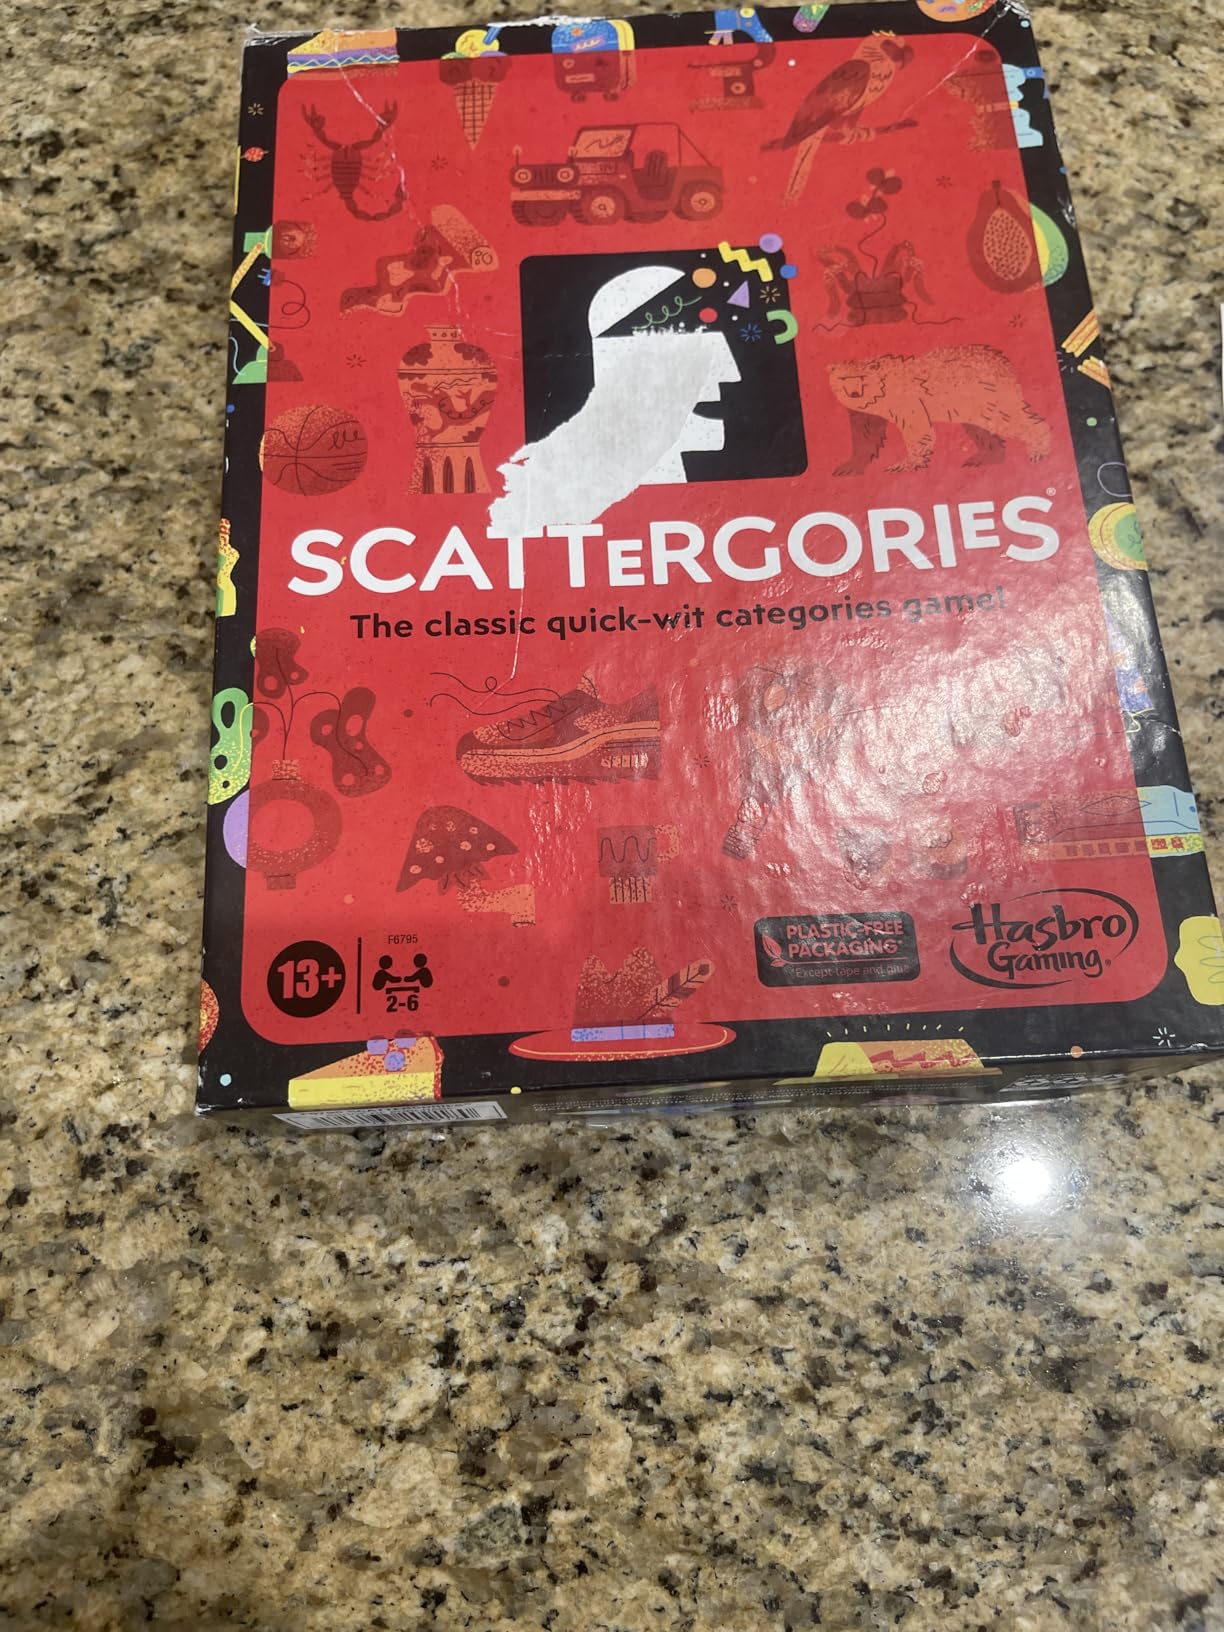 SCATTERGORIES®
The classic quick-wit categories game!
13+
F6795
2-6
PLASTIC-FREE
PACKAGING*
*Except tape and glue
Hasbro
Gaming®